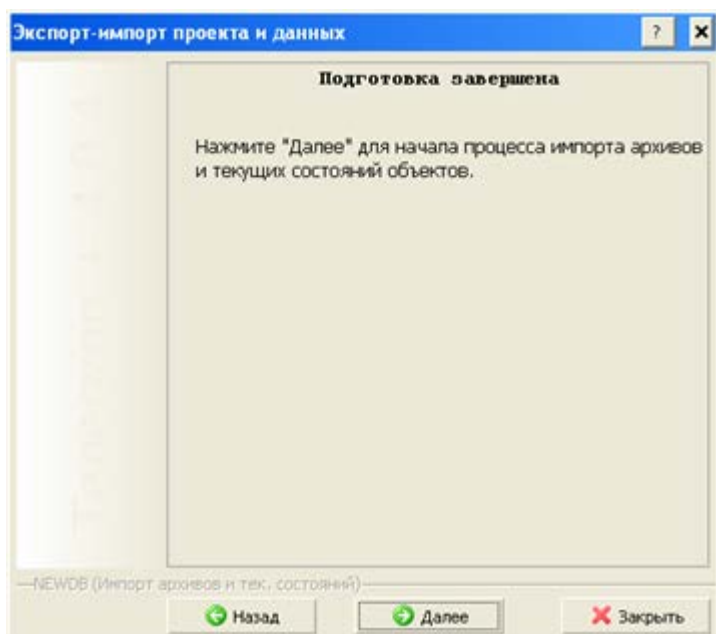 Экспорт-импорт проекта и данных
?
Подготовка завершена
Нажмите "Далее" для начала процесса импорта архивов
и текущих состояний объектов.
NEWDB (Импорт архивов и тек. состояний)
Назад
Далее
Закрыть